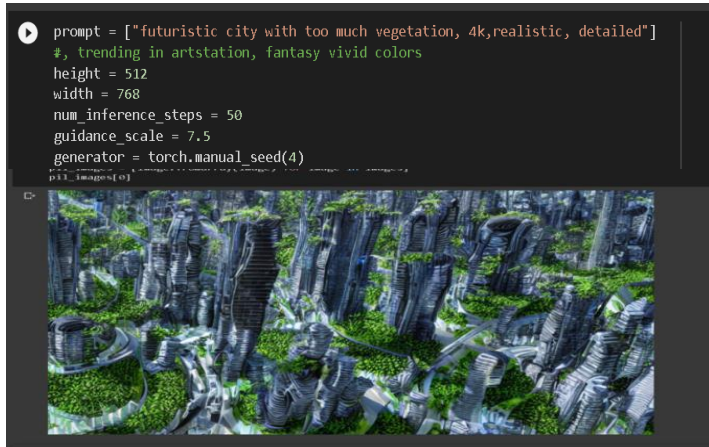 prompt = ["futuristic city with too much vegetation, 4k,realistic, detailed"]
#, trending in artstation, fantasy vivid colors
height = 512
width = 768
num_inference_steps = 50
guidance_scale = 7.5
generator = torch.manual_seed(4)
pil_images[0]